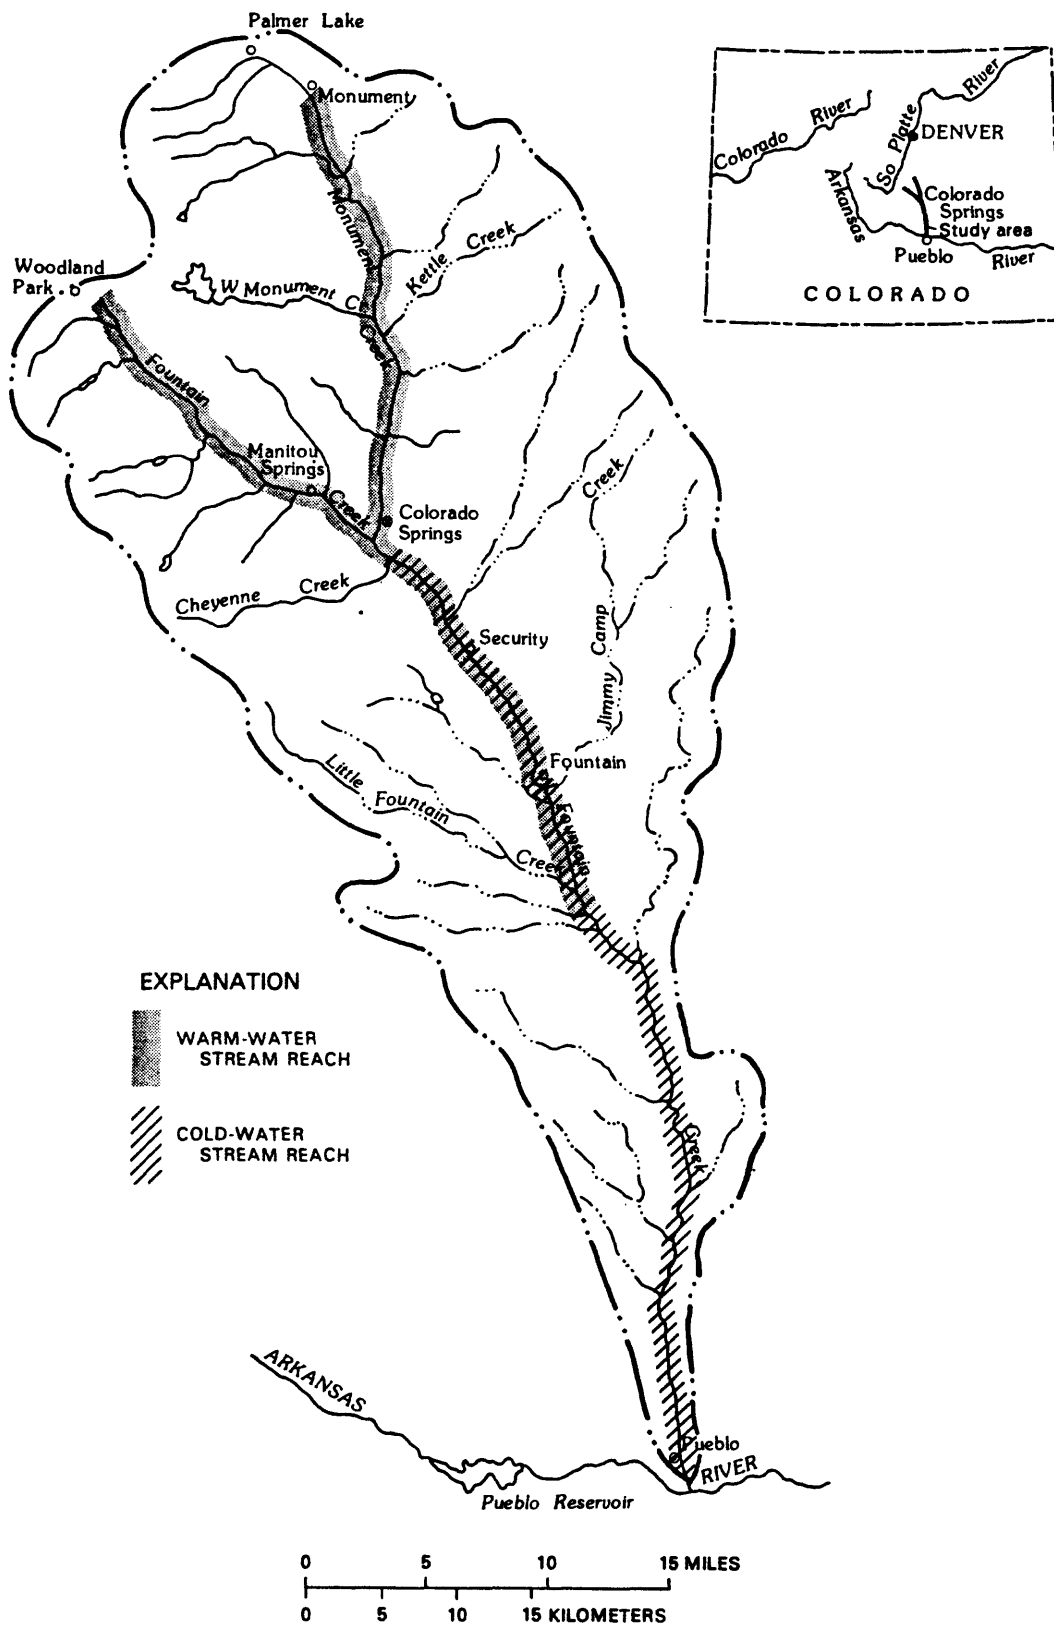 Palmer Lake
Monument
Monument
Creek
Kettle Creek
W Monument Cr
Woodland
Park
Fountain
Creek
Manitou
Springs
Colorado
Springs
Cheyenne Creek
Security
Jimmy Camp Creek
Fountain
Fountain
Creek
Little Fountain Creek
Pueblo
ARKANSAS
RIVER
Pueblo Reservoir
Colorado River
So Platte River
DENVER
Arkansas
River
Colorado
Springs
Study area
Pueblo
COLORADO
EXPLANATION
WARM-WATER
STREAM REACH
COLD-WATER
STREAM REACH
0 5 10 15 MILES
0 5 10 15 KILOMETERS